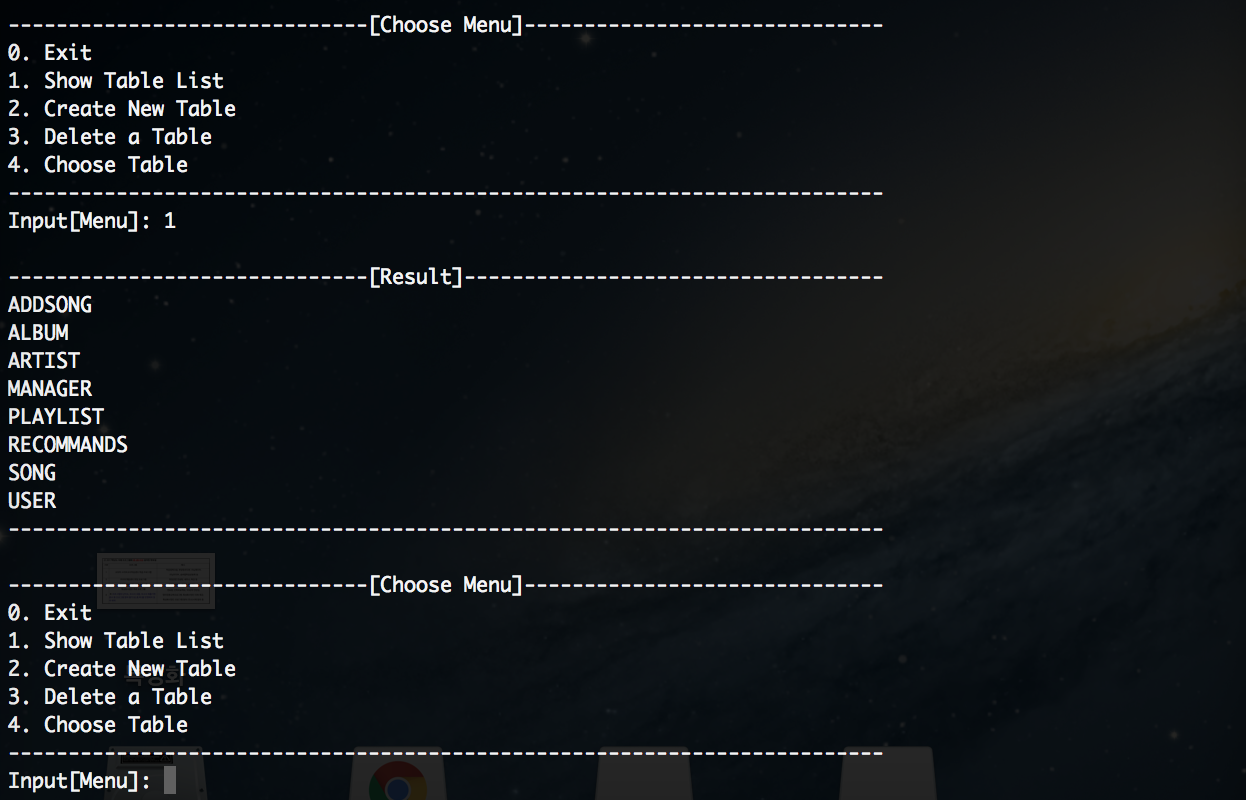 ------------------------------[Choose Menu]------------------------------
0. Exit
1. Show Table List
2. Create New Table
3. Delete a Table
4. Choose Table
-------------------------------------------------------------------------
Input[Menu]: 1
------------------------------[Result]-----------------------------------
ADDSONG
ALBUM
ARTIST
MANAGER
PLAYLIST
RECOMMANDS
SONG
USER
-------------------------------------------------------------------------
------------------------------[Choose Menu]------------------------------
0. Exit
1. Show Table List
2. Create New Table
3. Delete a Table
4. Choose Table
-------------------------------------------------------------------------
Input[Menu]: